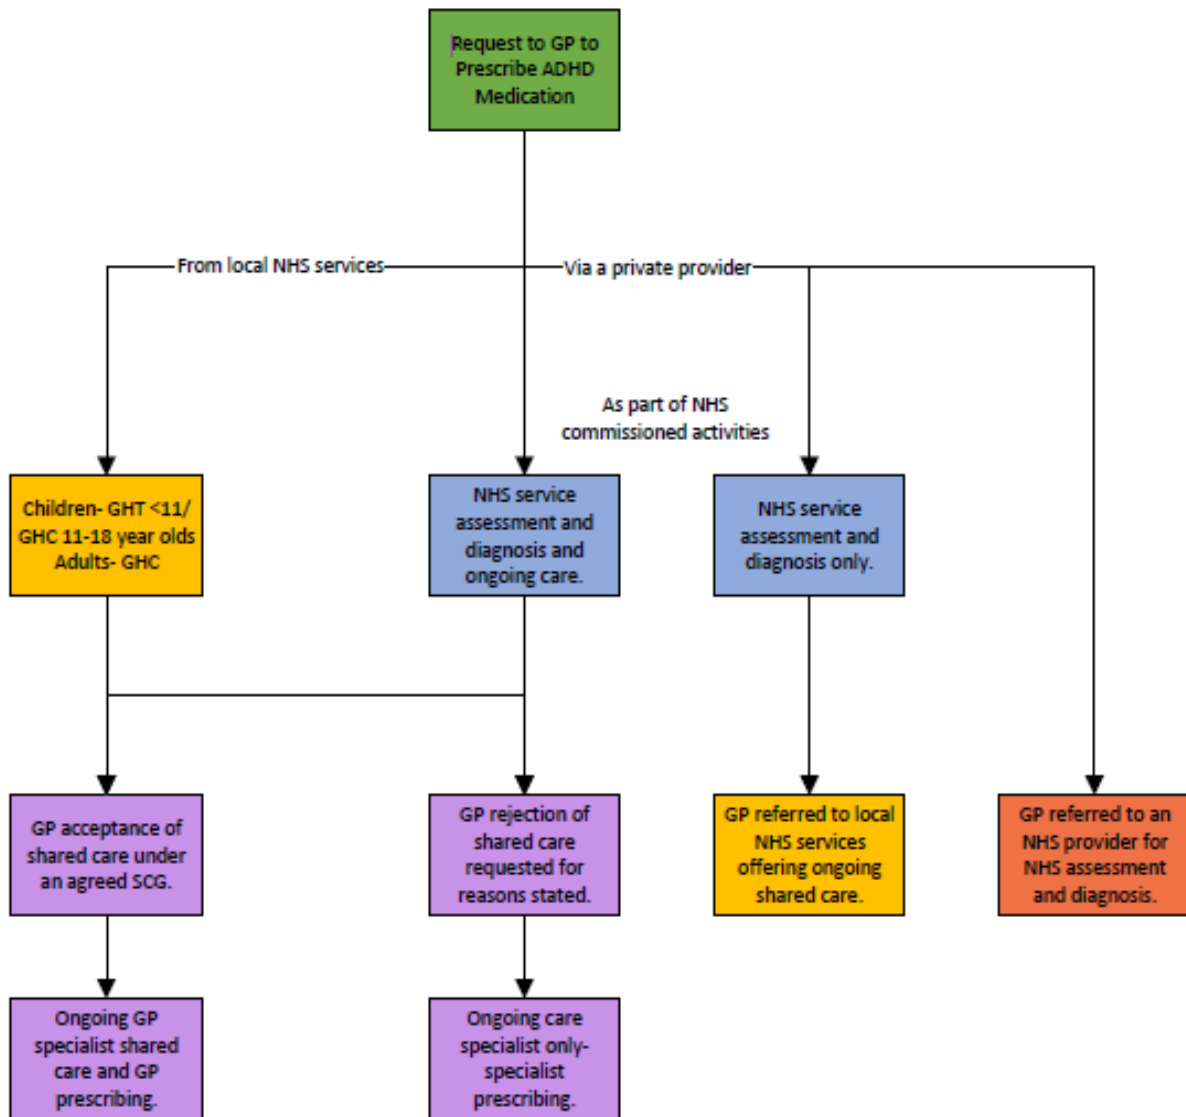 Request to GP to
Prescribe ADHD
Medication
From local NHS services
Via a private provider
As part of NHS
commissioned activities
Children- GHT <11/
GHC 11-18 year olds
Adults- GHC
NHS service
assessment and
diagnosis and
ongoing care.
NHS service
assessment and
diagnosis only.
GP acceptance of
shared care under
an agreed SCG.
GP rejection of
shared care
requested for
reasons stated.
GP referred to local
NHS services
offering ongoing
shared care.
GP referred to an
NHS provider for
NHS assessment
and diagnosis.
Ongoing GP
specialist shared
care and GP
prescribing.
Ongoing care
specialist only-
specialist
prescribing.